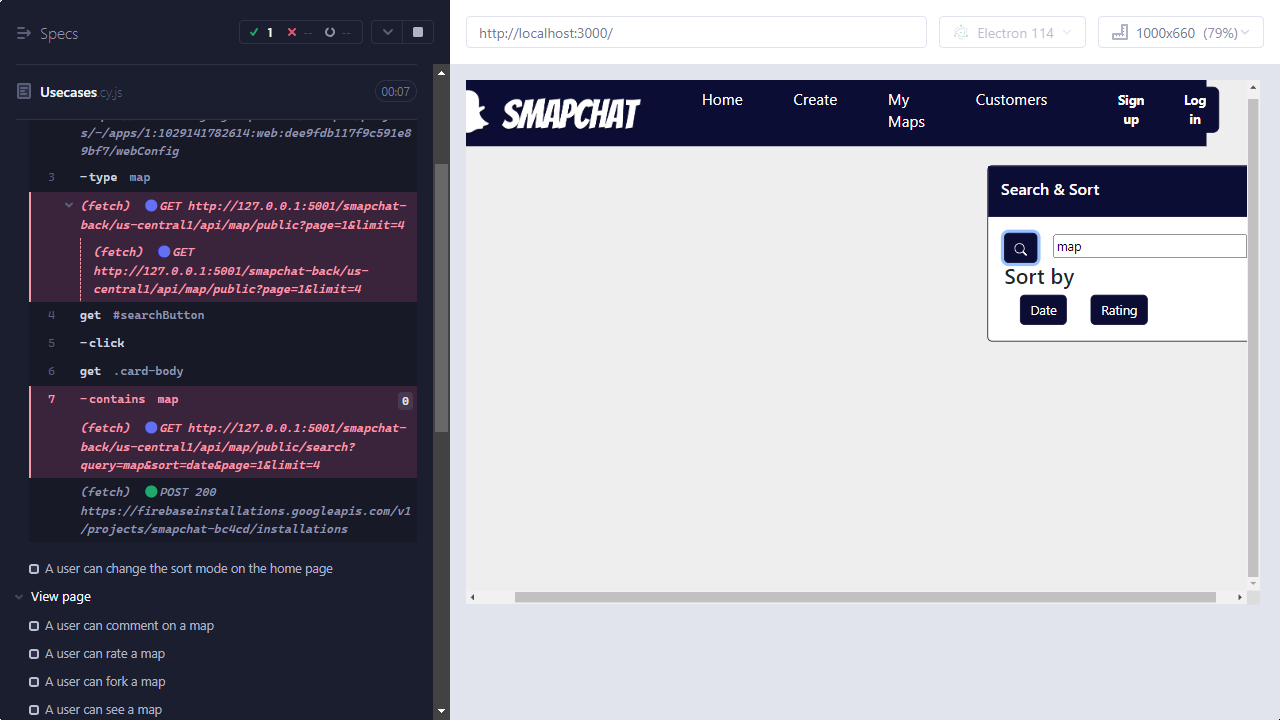 Specs
1
--
--
http://localhost:3000/
Electron 114
1000x660 (79%)
Usecases.cy.js
00:07
s/-/apps/1:1029141782614:web:dee9fdb117f9c591e8
9bf7/webConfig
3 -type map
(fetch) GET http://127.0.0.1:5001/smapchat-
back/us-central1/api/map/public?page=1&limit=4
(fetch) GET
http://127.0.0.1:5001/smapchat-back/us-
central1/api/map/public?page=1&limit=4
4 get #searchButton
5 -click
6 get .card-body
7 -contains map 0
(fetch) GET http://127.0.0.1:5001/smapchat-
back/us-central1/api/map/public/search?
query=map&sort=date&page=1&limit=4
(fetch) POST 200
https://firebaseinstallations.googleapis.com/v1
/projects/smapchat-bc4cd/installations
A user can change the sort mode on the home page
View page
A user can comment on a map
A user can rate a map
A user can fork a map
A user can see a map
SMAPCHAT
Home
Create
My
Maps
Customers
Sign
up
Log
in
Search & Sort
map
Sort by
Date
Rating